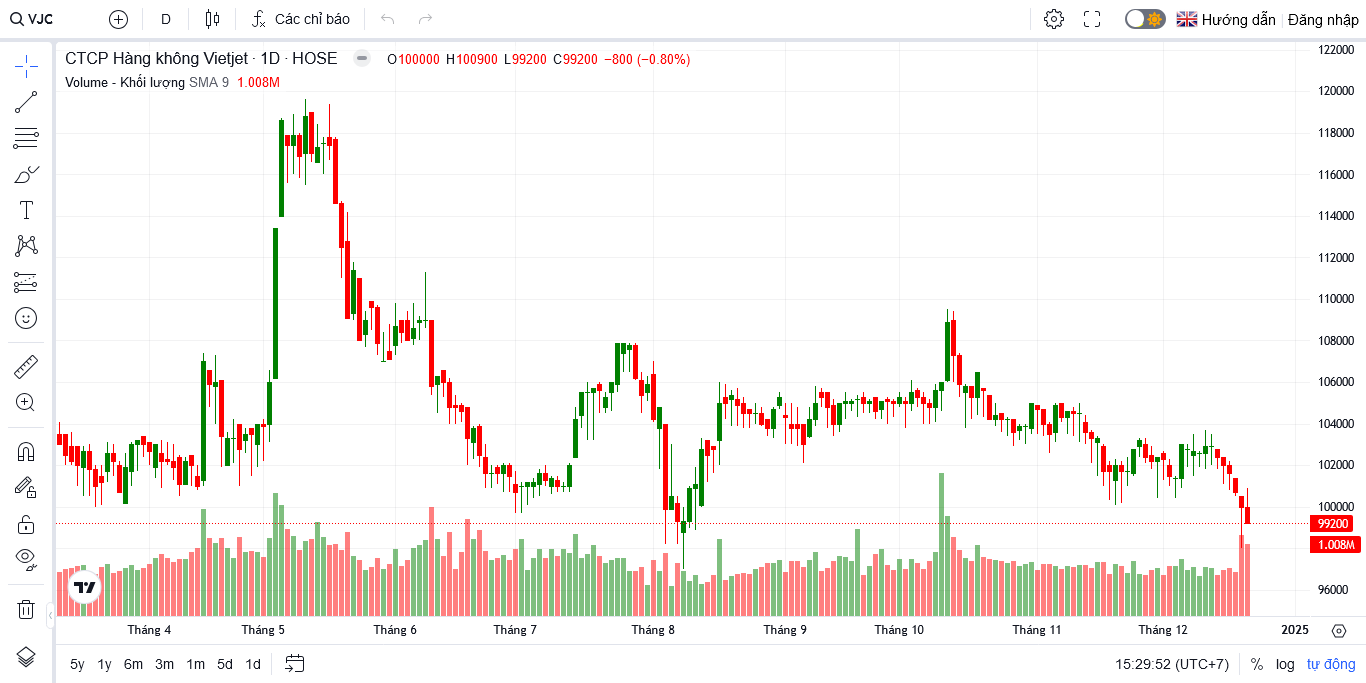 VJC D Các chỉ báo Hướng dẫn Đăng nhập
CTCP Hàng không Vietjet · 1D · HOSE O100000 H100900 L99200 C99200 −800 (−0.80%)
Volume - Khối lượng SMA 9 1.008M
122000
120000
118000
116000
114000
112000
110000
108000
106000
104000
102000
100000
99200
1.008M
96000
Tháng 4 Tháng 5 Tháng 6 Tháng 7 Tháng 8 Tháng 9 Tháng 10 Tháng 11 Tháng 12 2025
5y 1y 6m 3m 1m 5d 1d 15:29:52 (UTC+7) % log tự động